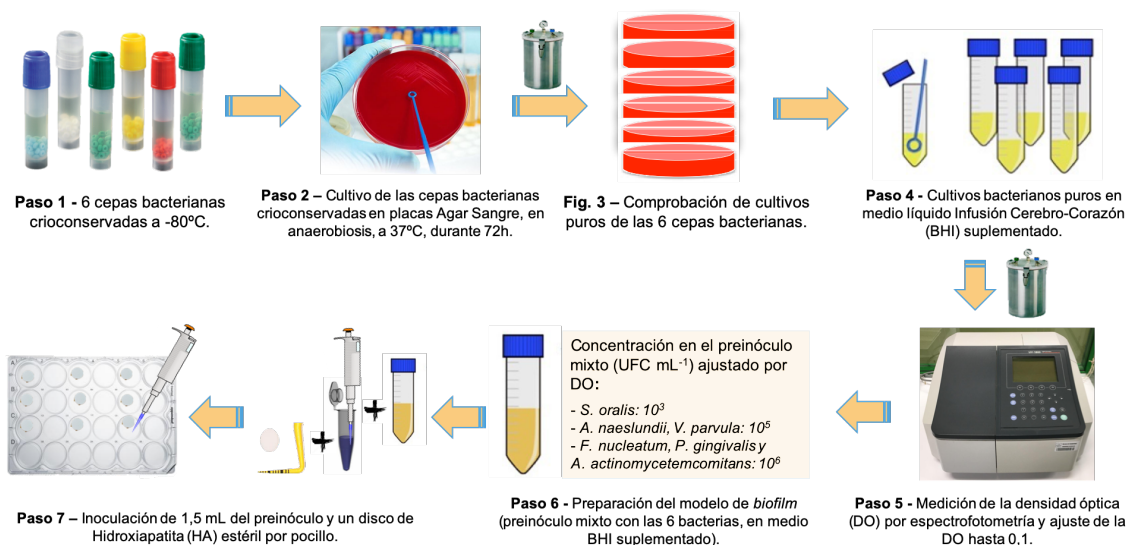 Paso 1 - 6 cepas bacterianas
crioconservadas a -80ºC.
Paso 2 – Cultivo de las cepas bacterianas
crioconservadas en placas Agar Sangre, en
anaerobiosis, a 37ºC, durante 72h.
Fig. 3 – Comprobación de cultivos
puros de las 6 cepas bacterianas.
Paso 4 - Cultivos bacterianos puros en
medio líquido Infusión Cerebro-Corazón
(BHI) suplementado.
Paso 5 - Medición de la densidad óptica
(DO) por espectrofotometría y ajuste de la
DO hasta 0,1.
Concentración en el preinóculo
mixto (UFC mL-1) ajustado por
DO:
- S. oralis: 10³
- A. naeslundii, V. parvula: 10⁵
- F. nucleatum, P. gingivalis y
A. actinomycetemcomitans: 10⁶
Paso 6 - Preparación del modelo de biofilm
(preinóculo mixto con las 6 bacterias, en medio
BHI suplementado).
Paso 7 – Inoculación de 1,5 mL del preinóculo y un disco de
Hidroxiapatita (HA) estéril por pocillo.